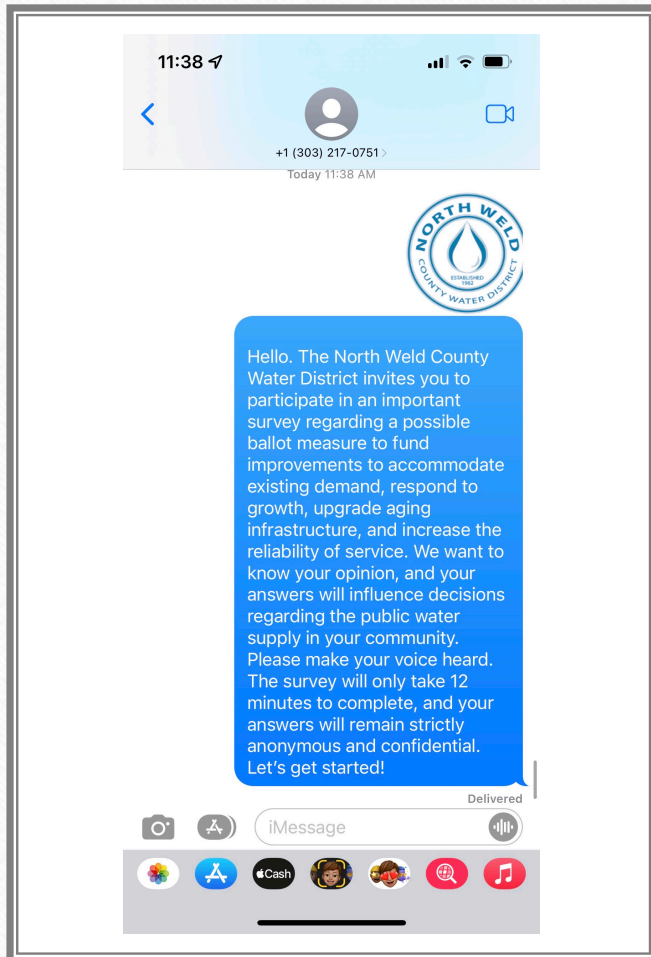 11:38
+1 (303) 217-0751
Today 11:38 AM
NORTH WELD
COUNTY WATER DISTRICT
ESTABLISHED
1962
Hello. The North Weld County
Water District invites you to
participate in an important
survey regarding a possible
ballot measure to fund
improvements to accommodate
existing demand, respond to
growth, upgrade aging
infrastructure, and increase the
reliability of service. We want to
know your opinion, and your
answers will influence decisions
regarding the public water
supply in your community.
Please make your voice heard.
The survey will only take 12
minutes to complete, and your
answers will remain strictly
anonymous and confidential.
Let’s get started!
Delivered
iMessage
Cash